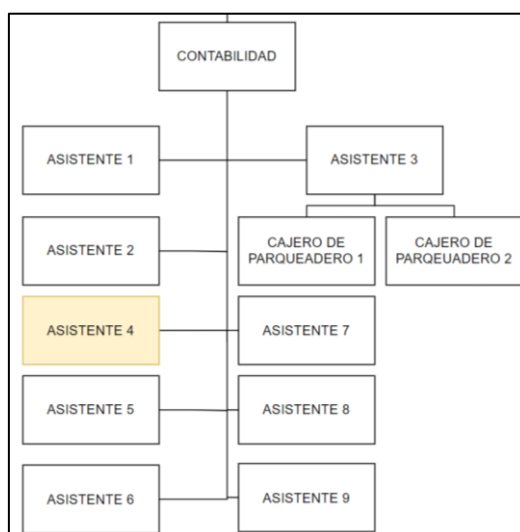 CONTABILIDAD
ASISTENTE 1
ASISTENTE 3
ASISTENTE 2
CAJERO DE
PARQUEADERO 1
CAJERO DE
PARQEUADERO 2
ASISTENTE 4
ASISTENTE 7
ASISTENTE 5
ASISTENTE 8
ASISTENTE 6
ASISTENTE 9